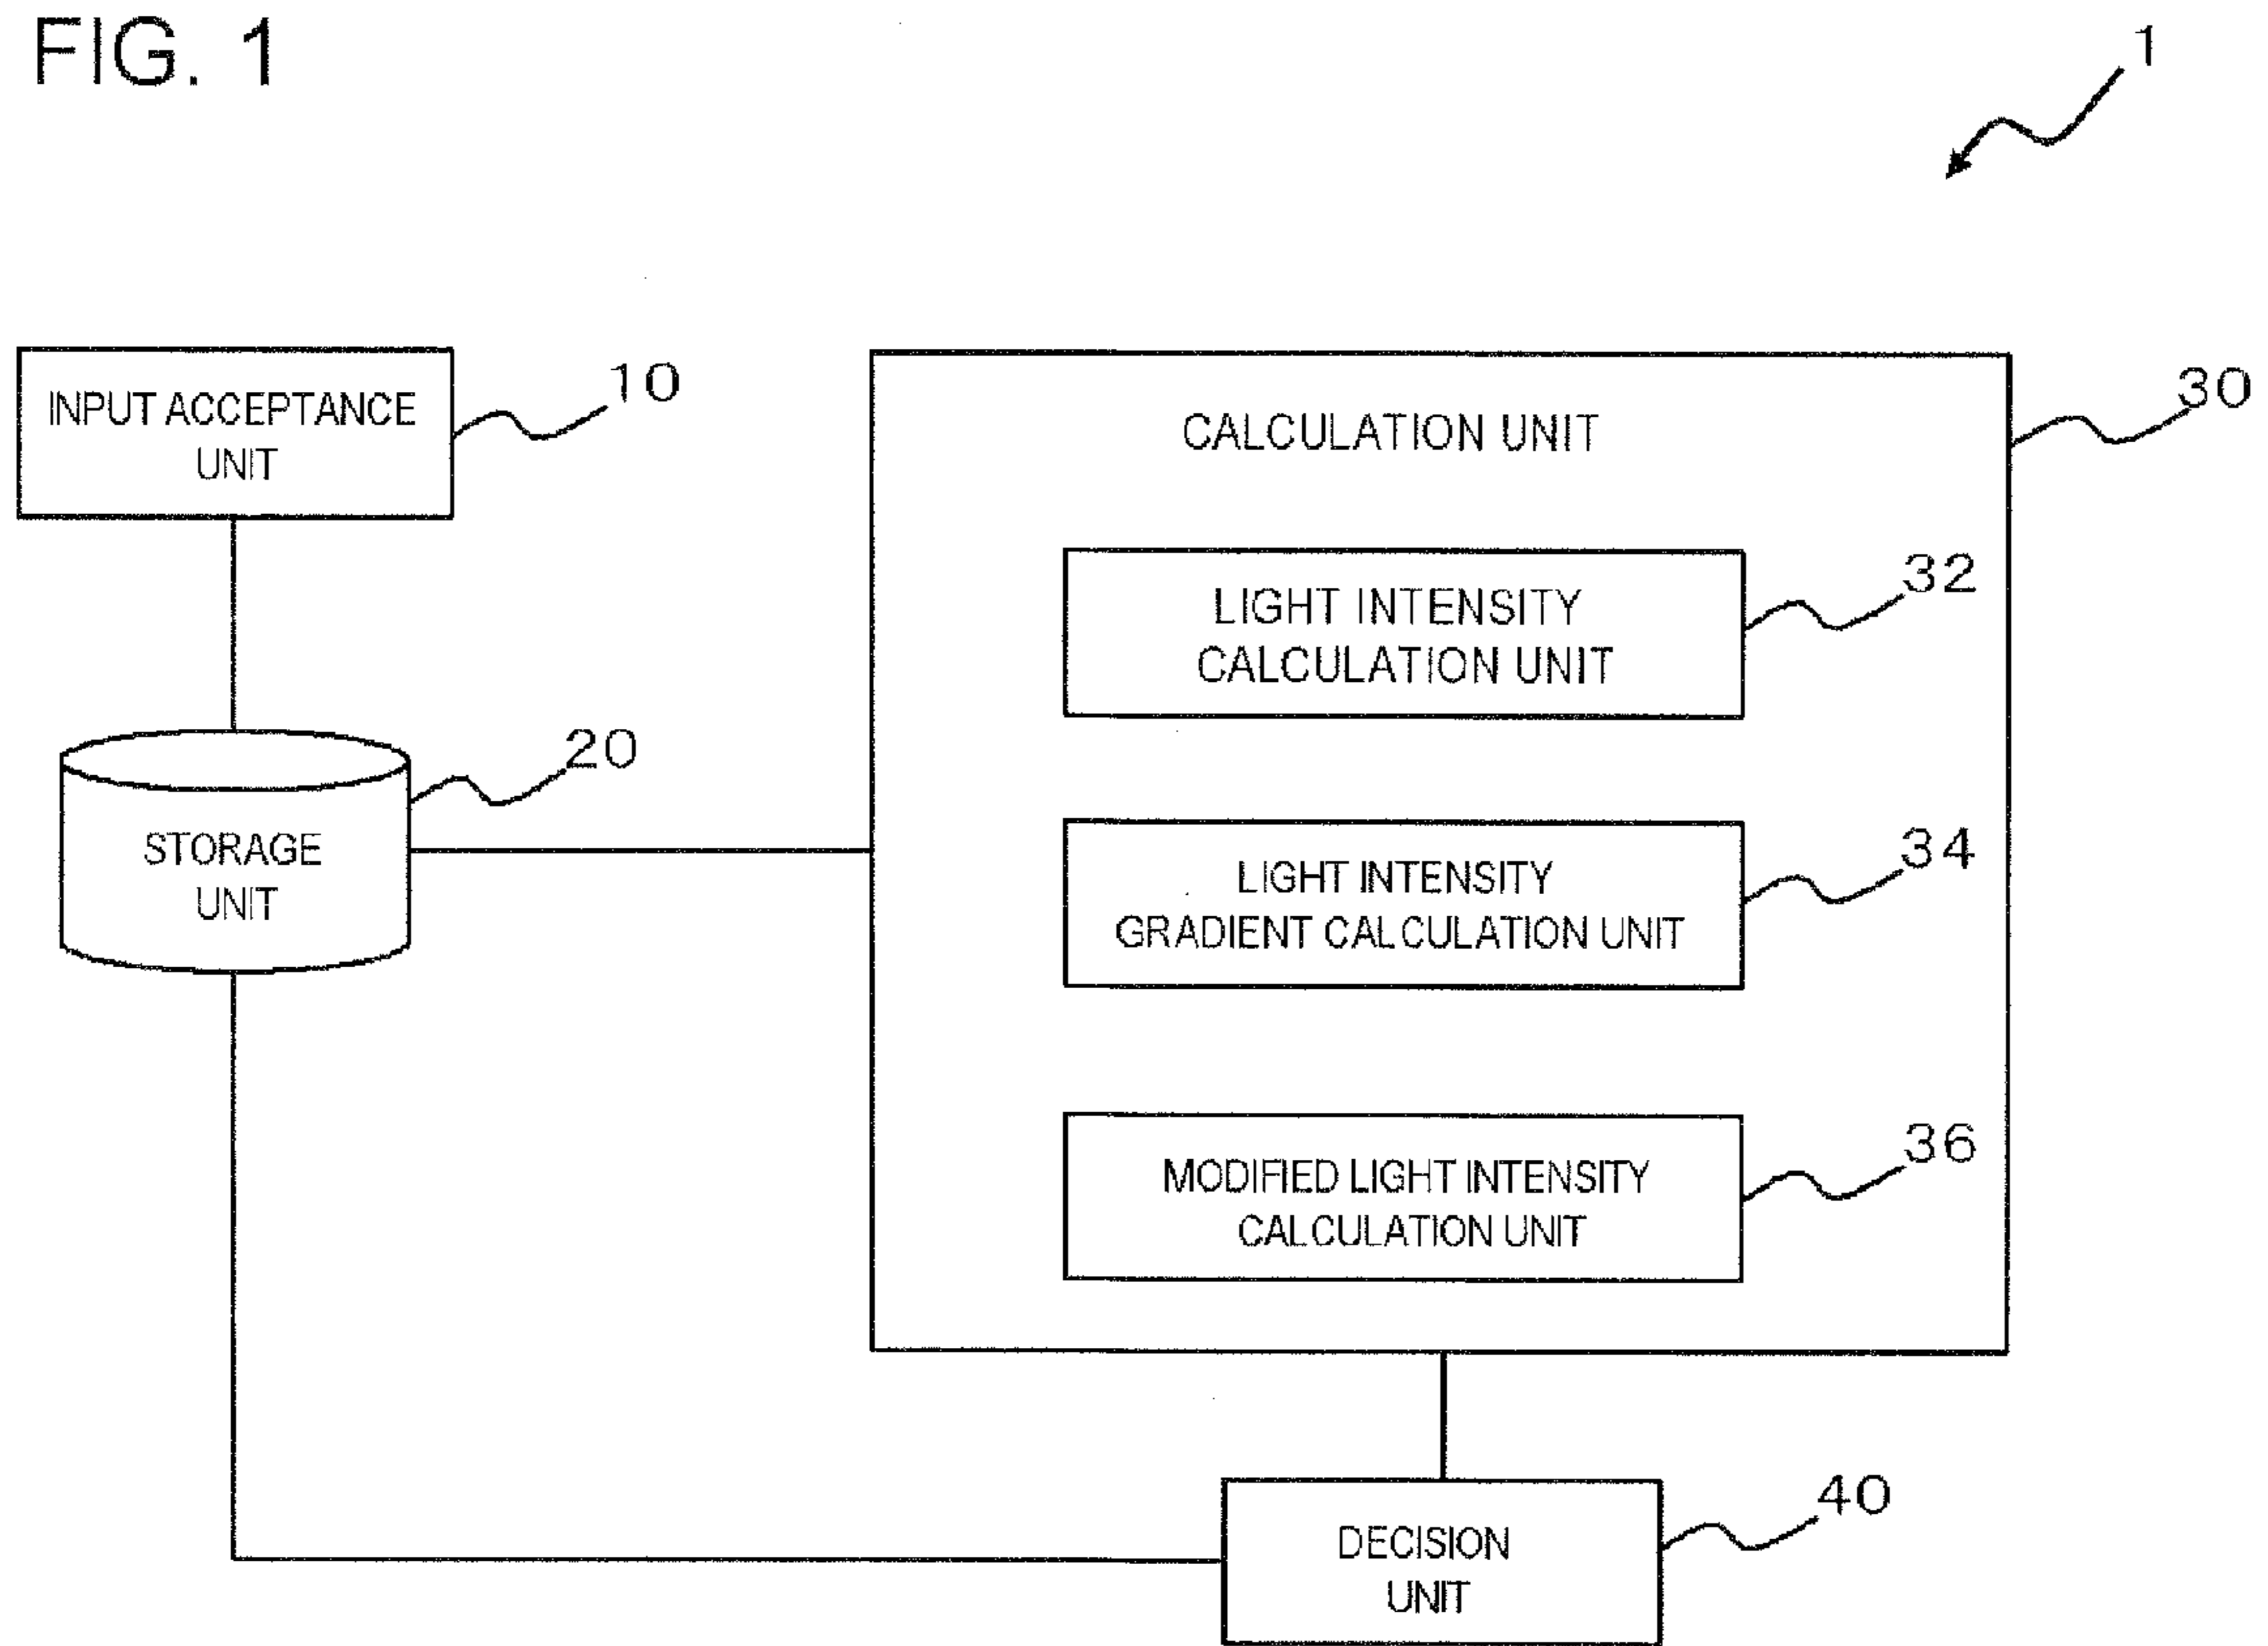 FIG. 1
1
INPUT ACCEPTANCE
UNIT
10
CALCULATION UNIT
30
LIGHT INTENSITY
CALCULATION UNIT
32
STORAGE
UNIT
20
LIGHT INTENSITY
GRADIENT CALCULATION UNIT
34
MODIFIED LIGHT INTENSITY
CALCULATION UNIT
36
DECISION
UNIT
40